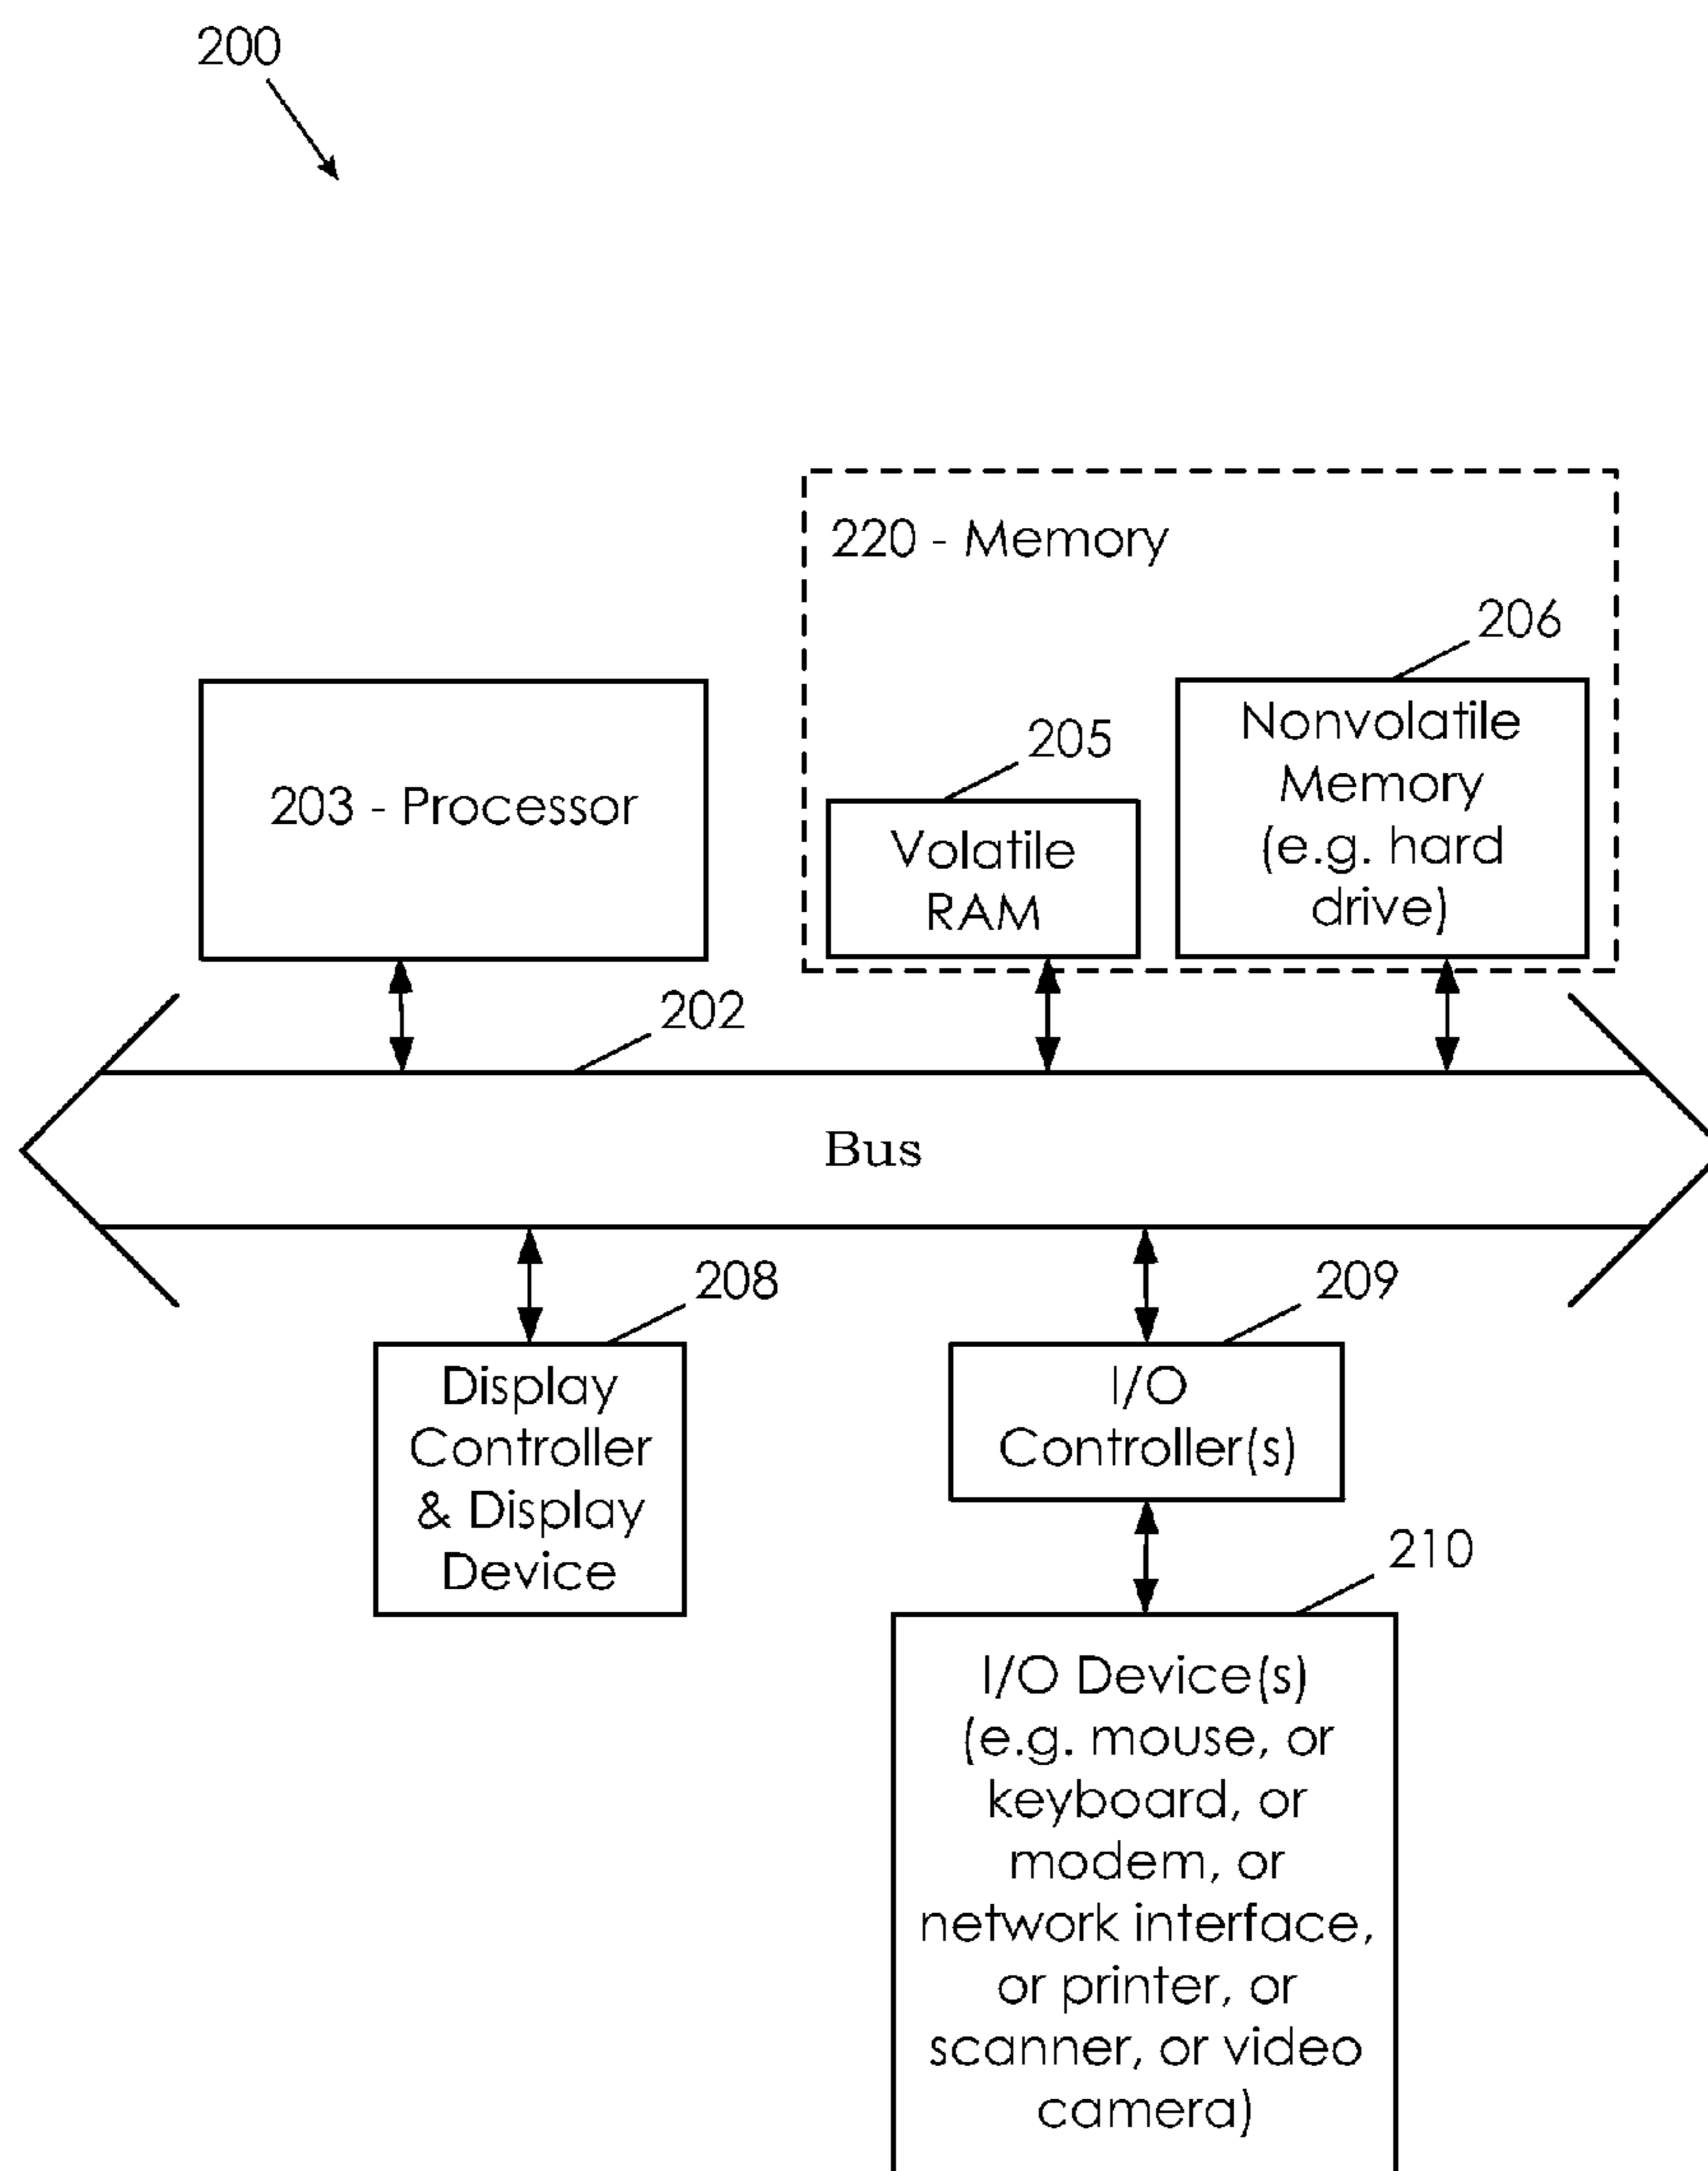 200
220 - Memory
206
Nonvolatile
Memory
(e.g. hard
drive)
205
Volatile
RAM
203 - Processor
202
Bus
208
Display
Controller
& Display
Device
209
I/O
Controller(s)
210
I/O Device(s)
(e.g. mouse, or
keyboard, or
modem, or
network interface,
or printer, or
scanner, or video
camera)